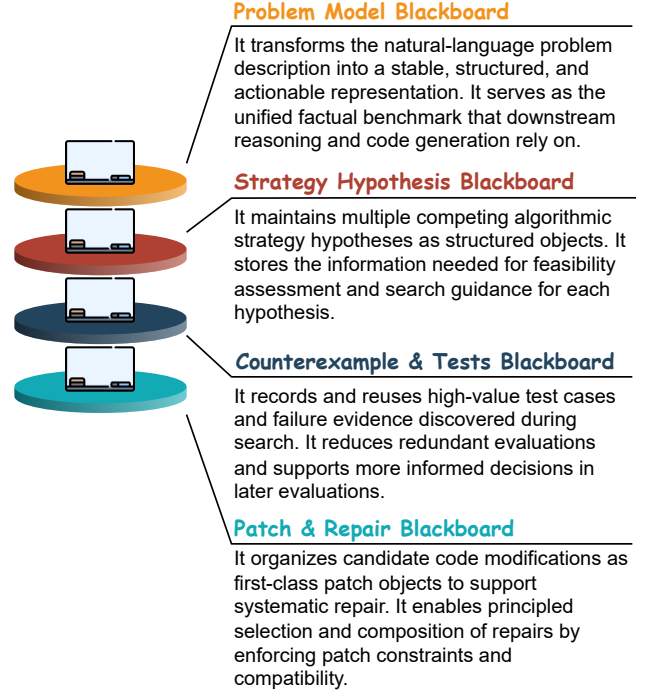 Problem Model Blackboard
It transforms the natural-language problem
description into a stable, structured, and
actionable representation. It serves as the
unified factual benchmark that downstream
reasoning and code generation rely on.
Strategy Hypothesis Blackboard
It maintains multiple competing algorithmic
strategy hypotheses as structured objects. It
stores the information needed for feasibility
assessment and search guidance for each
hypothesis.
Counterexample & Tests Blackboard
It records and reuses high-value test cases
and failure evidence discovered during
search. It reduces redundant evaluations
and supports more informed decisions in
later evaluations.
Patch & Repair Blackboard
It organizes candidate code modifications as
first-class patch objects to support
systematic repair. It enables principled
selection and composition of repairs by
enforcing patch constraints and
compatibility.